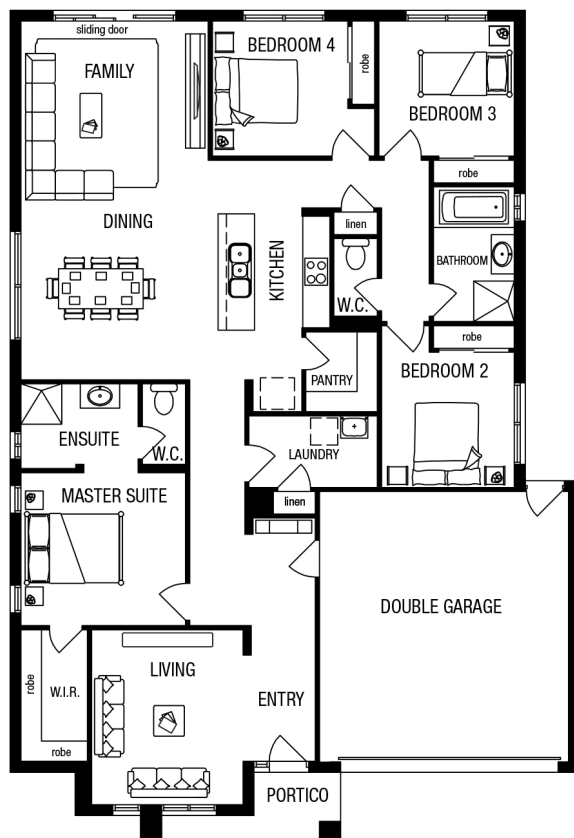 sliding door
FAMILY
BEDROOM 4
robe
BEDROOM 3
robe
DINING
linen
KITCHEN
W.C.
BATHROOM
robe
PANTRY
BEDROOM 2
ENSUITE
W.C.
LAUNDRY
linen
MASTER SUITE
DOUBLE GARAGE
LIVING
robe
W.I.R.
ENTRY
robe
PORTICO